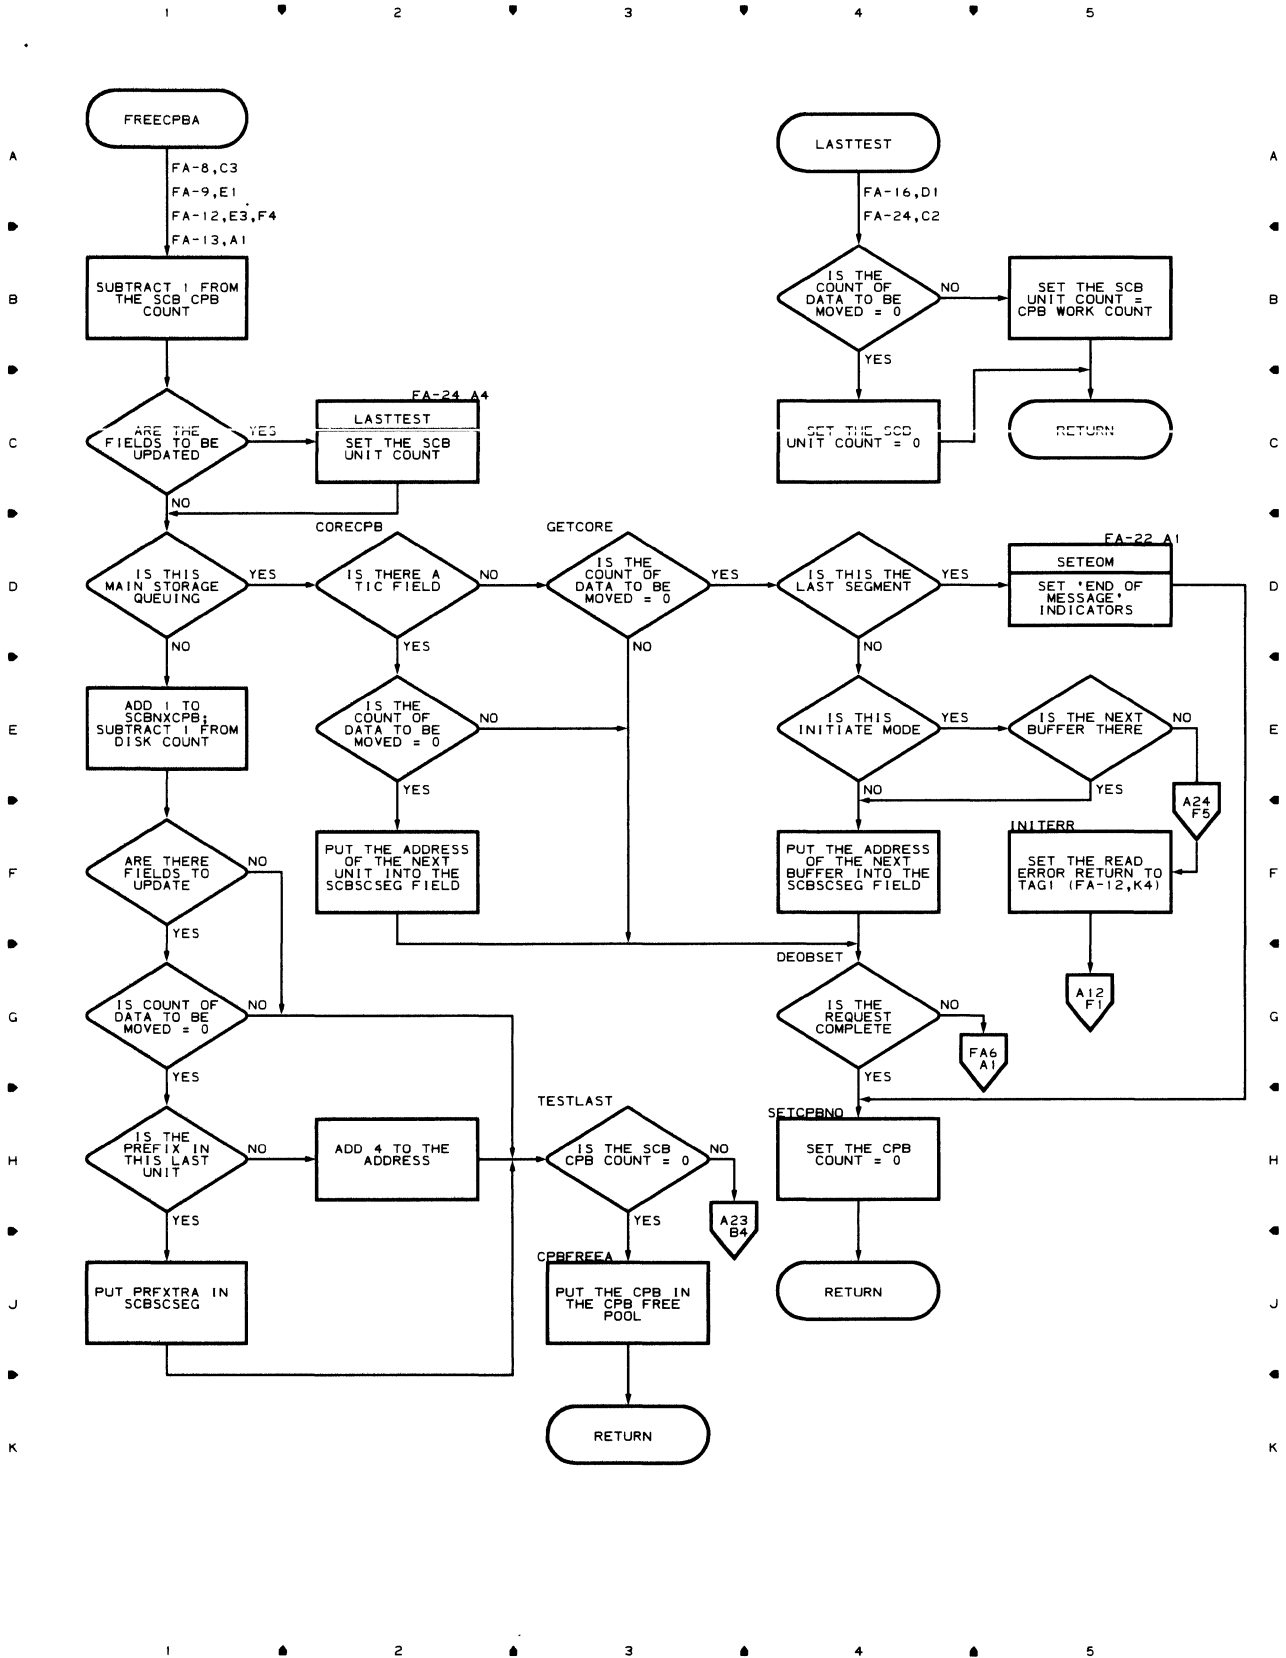 1 2 3 4 5
FREECPBA
FA-8,C3
FA-9,E1
FA-12,E3,F4
FA-13,A1
LASTTEST
FA-16,D1
FA-24,C2
A A
SUBTRACT 1 FROM
THE SCB CPB
COUNT
IS THE
COUNT OF
DATA TO BE
MOVED = 0
NO
YES
SET THE SCB
UNIT COUNT =
CPB WORK COUNT
B B
ARE THE
FIELDS TO BE
UPDATED
YES
NO
FA-24 A4
LASTTEST
SET THE SCB
UNIT COUNT
SET THE SCB
UNIT COUNT = 0
RETURN
C C
IS THIS
MAIN STORAGE
QUEUING
YES
NO
CORECPB
IS THERE A
TIC FIELD
NO
YES
GETCORE
IS THE
COUNT OF
DATA TO BE
MOVED = 0
YES
NO
IS THIS THE
LAST SEGMENT
YES
NO
FA-22 A1
SETEOM
SET 'END OF
MESSAGE'
INDICATORS
D D
ADD 1 TO
SCBNXCPB;
SUBTRACT 1 FROM
DISK COUNT
IS THE
COUNT OF
DATA TO BE
MOVED = 0
NO
YES
IS THIS
INITIATE MODE
YES
NO
IS THE NEXT
BUFFER THERE
NO
YES
A24
F5
E E
ARE THERE
FIELDS TO
UPDATE
NO
YES
PUT THE ADDRESS
OF THE NEXT
UNIT INTO THE
SCBSCSEG FIELD
PUT THE ADDRESS
OF THE NEXT
BUFFER INTO THE
SCBSCSEG FIELD
INITERR
SET THE READ
ERROR RETURN TO
TAG1 (FA-12,K4)
F F
IS COUNT OF
DATA TO BE
MOVED = 0
NO
YES
DEOBSET
IS THE
REQUEST
COMPLETE
NO
YES
FA6
A1
A12
F1
G G
IS THE
PREFIX IN
THIS LAST
UNIT
NO
YES
ADD 4 TO THE
ADDRESS
TESTLAST
IS THE SCB
CPB COUNT = 0
NO
YES
A23
B4
SETCPBNO
SET THE CPB
COUNT = 0
H H
PUT PRFXTRA IN
SCBSCSEG
CPBFREEA
PUT THE CPB IN
THE CPB FREE
POOL
RETURN
J J
RETURN
K K
1 2 3 4 5